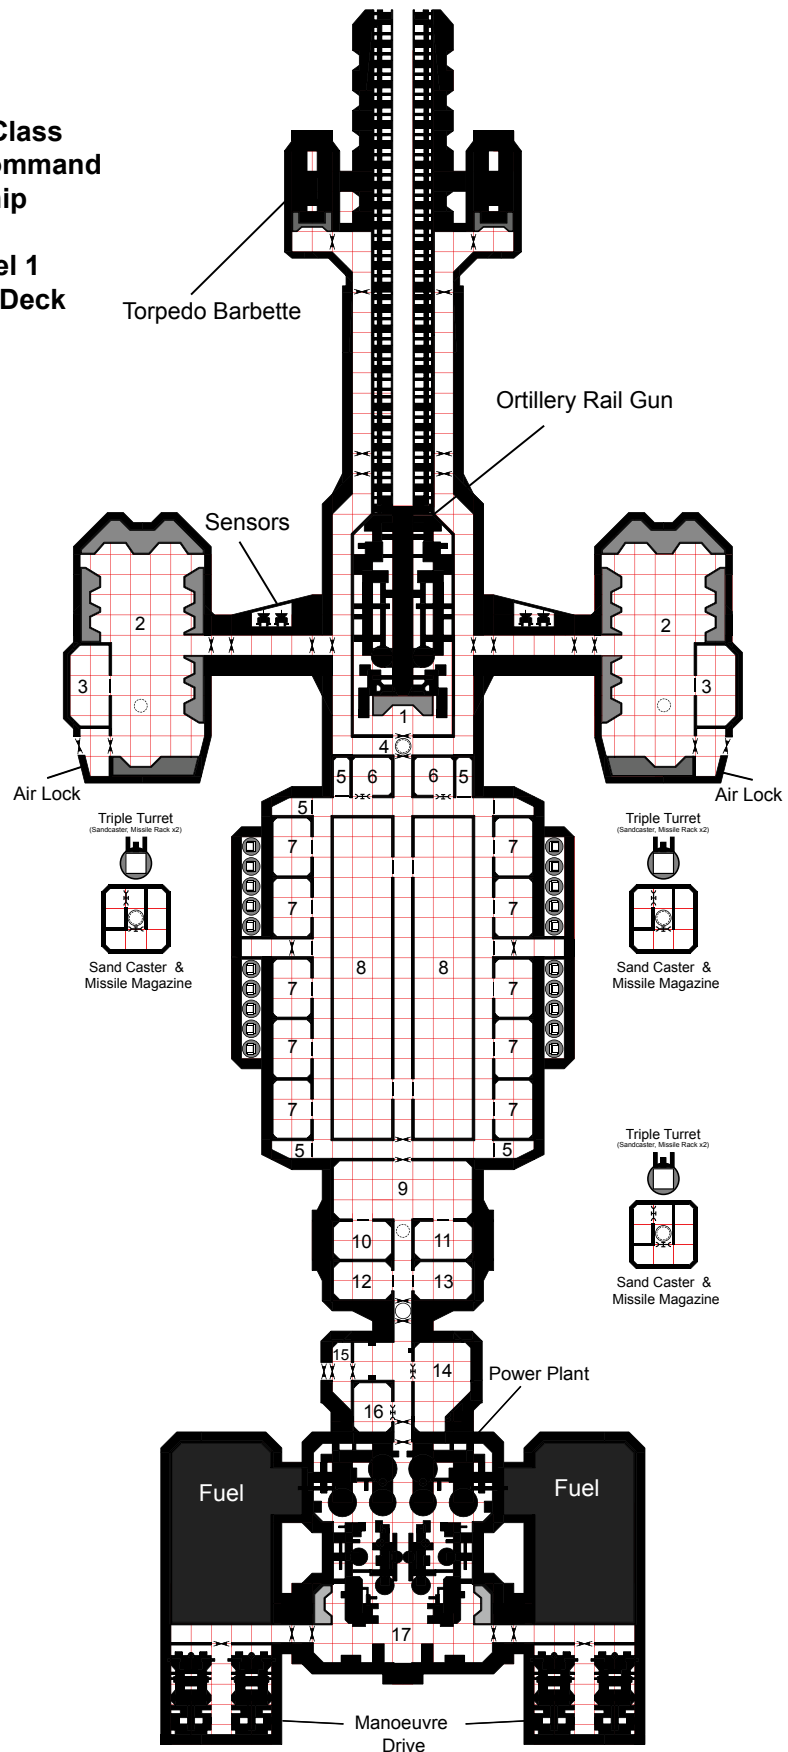 Class
ommand
ip
el 1
Deck
Torpedo Barbette
Ortillery Rail Gun
Sensors
2
2
3
3
1
4
Air Lock
5
6
6
5
Air Lock
5
Triple Turret
(Sandcaster, Missile Rack x2)
Triple Turret
(Sandcaster, Missile Rack x2)
7
7
7
7
Sand Caster &
Missile Magazine
8
8
Sand Caster &
Missile Magazine
7
7
7
7
7
7
Triple Turret
(Sandcaster, Missile Rack x2)
5
5
9
10
11
12
13
Sand Caster &
Missile Magazine
15
14
Power Plant
16
Fuel
Fuel
17
Manoeuvre
Drive